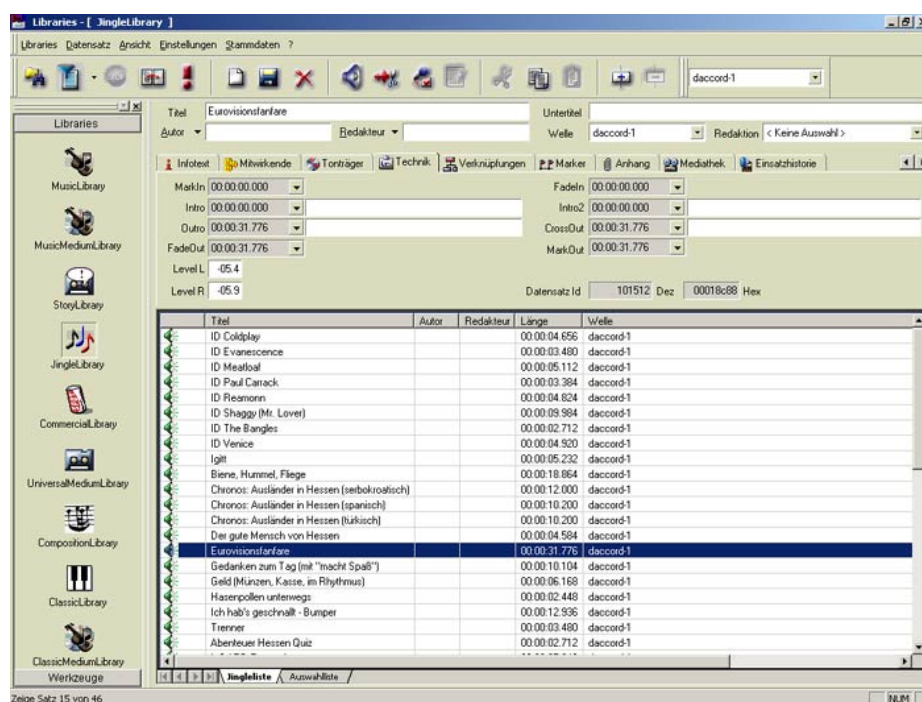 Libraries - [ JingleLibrary ]
Libraries Datensatz Ansicht Einstellungen Stammdaten ?
daccord-1
Libraries
MusicLibrary
MusicMediumLibrary
StoryLibrary
JingleLibrary
CommercialLibrary
UniversalMediumLibrary
CompositionLibrary
ClassicLibrary
ClassicMediumLibrary
Werkzeuge
Titel Eurovisionsfanfare Untertitel
Autor Redakteur Welle daccord-1 Redaktion < Keine Auswahl >
Infotext Mitwirkende Tonträger Technik Verknüpfungen Marker Anhang Mediathek Einsatzhistorie
MarkIn 00:00:00.000 FadeIn 00:00:00.000
Intro 00:00:00.000 Intro2 00:00:00.000
Outro 00:00:31.776 CrossOut 00:00:31.776
FadeOut 00:00:31.776 MarkOut 00:00:31.776
Level L -05.4
Level R -05.9 Datensatz Id 101512 Dez 00018c88 Hex
Titel Autor Redakteur Länge Welle
ID Coldplay 00:00:04.656 daccord-1
ID Evanescence 00:00:03.480 daccord-1
ID Meatloaf 00:00:05.112 daccord-1
ID Paul Carrack 00:00:03.384 daccord-1
ID Reamonn 00:00:04.824 daccord-1
ID Shaggy (Mr. Lover) 00:00:09.984 daccord-1
ID The Bangles 00:00:02.712 daccord-1
ID Venice 00:00:04.920 daccord-1
Igitt 00:00:05.232 daccord-1
Biene, Hummel, Fliege 00:00:18.864 daccord-1
Chronos: Ausländer in Hessen (serbokroatisch) 00:00:12.000 daccord-1
Chronos: Ausländer in Hessen (spanisch) 00:00:10.200 daccord-1
Chronos: Ausländer in Hessen (türkisch) 00:00:10.200 daccord-1
Der gute Mensch von Hessen 00:00:04.584 daccord-1
Eurovisionsfanfare 00:00:31.776 daccord-1
Gedanken zum Tag (mit "macht Spaß") 00:00:10.104 daccord-1
Geld (Münzen, Kasse, im Rhythmus) 00:00:06.168 daccord-1
Hasenpollen unterwegs 00:00:02.448 daccord-1
Ich hab's geschnallt - Bumper 00:00:12.936 daccord-1
Trenner 00:00:03.480 daccord-1
Abenteuer Hessen Quiz 00:00:02.712 daccord-1
Jingleliste Auswahlliste
Zeige Satz 15 von 46 NUM